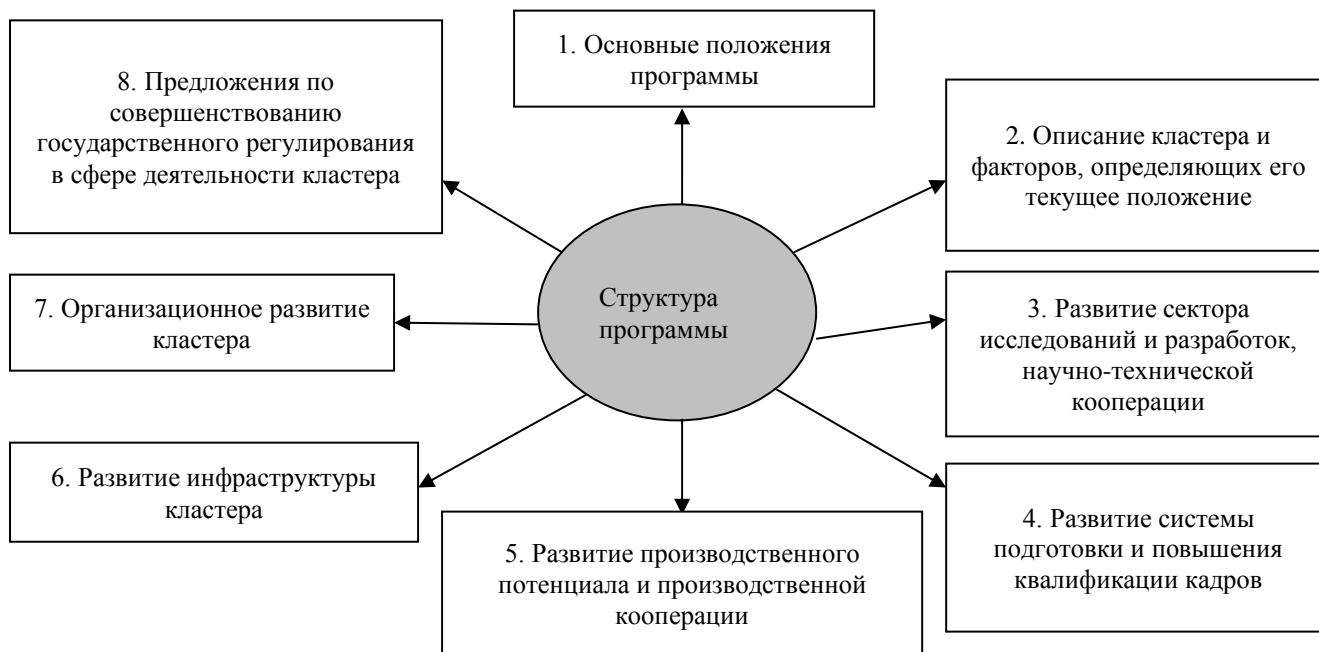 1. Основные положения
программы
2. Описание кластера и
факторов, определяющих его
текущее положение
3. Развитие сектора
исследований и разработок,
научно-технической
кооперации
4. Развитие системы
подготовки и повышения
квалификации кадров
5. Развитие производственного
потенциала и производственной
кооперации
6. Развитие инфраструктуры
кластера
7. Организационное развитие
кластера
8. Предложения по
совершенствованию
государственного регулирования
в сфере деятельности кластера
Структура
программы